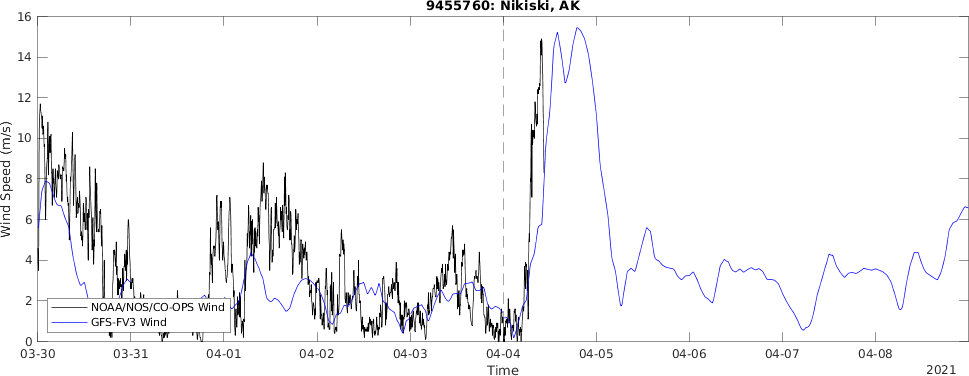 9455760: Nikiski, AK
16
14
12
10
8
6
4
2
0
Wind Speed (m/s)
NOAA/NOS/CO-OPS Wind
GFS-FV3 Wind
03-30 03-31 04-01 04-02 04-03 04-04 04-05 04-06 04-07 04-08
Time
2021